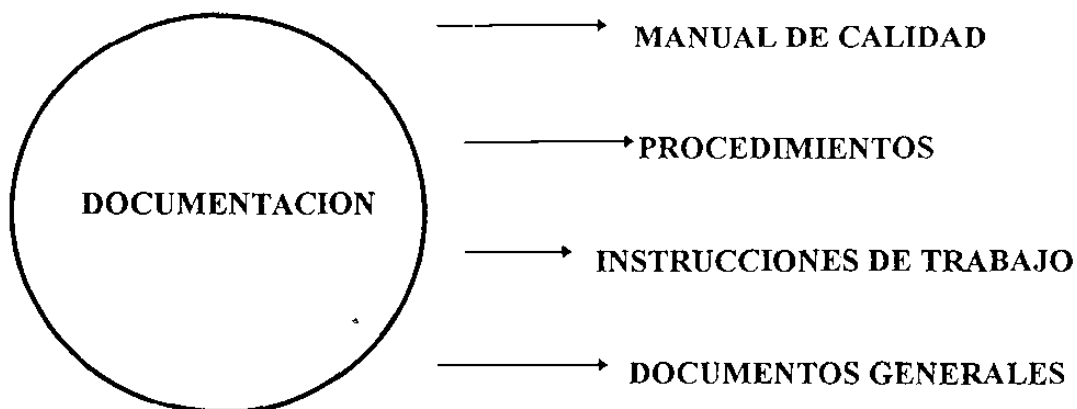 DOCUMENTACION
MANUAL DE CALIDAD
PROCEDIMIENTOS
INSTRUCCIONES DE TRABAJO
DOCUMENTOS GENERALES